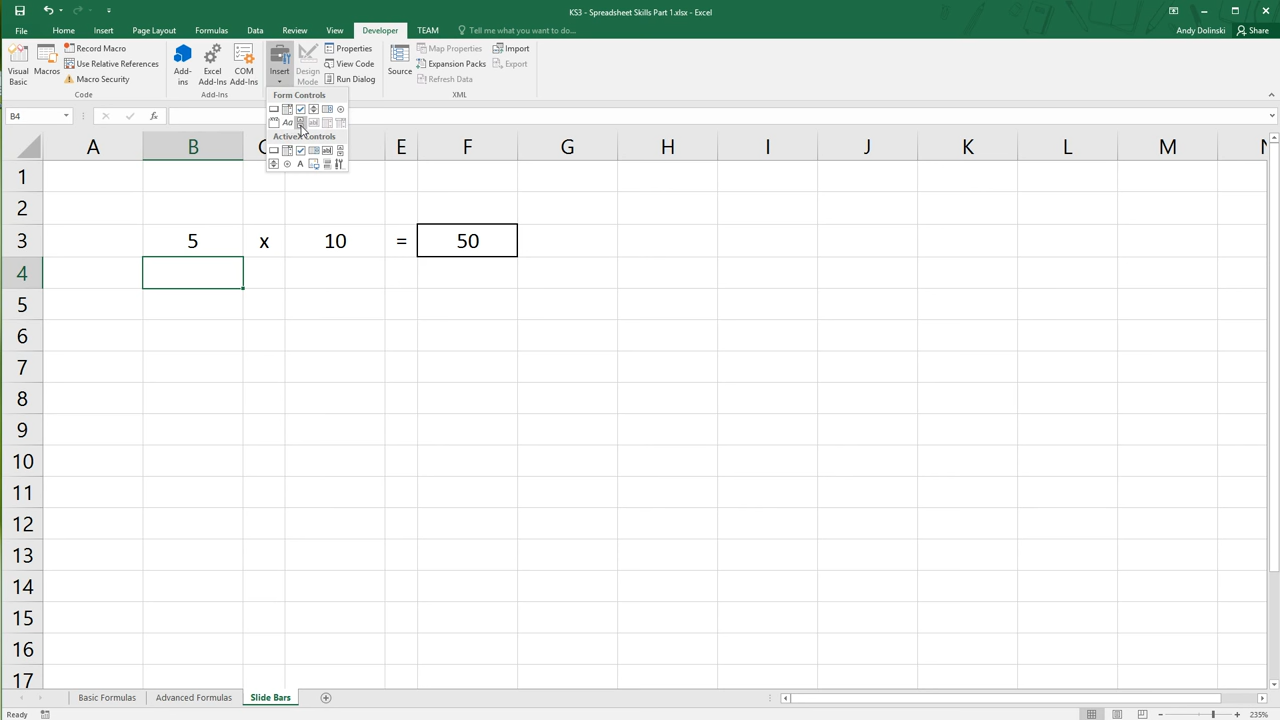 KS3 - Spreadsheet Skills Part 1.xlsx - Excel
File Home Insert Page Layout Formulas Data Review View Developer TEAM Tell me what you want to do... Andy Dolinski Share
Visual Basic
Macros
Record Macro
Use Relative References
Macro Security
Code
Add-ins
Excel Add-Ins
COM Add-Ins
Add-Ins
Insert
Design Mode
Properties
View Code
Run Dialog
Source
Map Properties
Expansion Packs
Refresh Data
Import
Export
XML
Form Controls
Aa
ab|
ActiveX Controls
ab|
A
B4
fx
A B C E F G H I J K L M N
1
2
3 5 x 10 = 50
4
5
6
7
8
9
10
11
12
13
14
15
16
17
Basic Formulas Advanced Formulas Slide Bars
Ready 235%